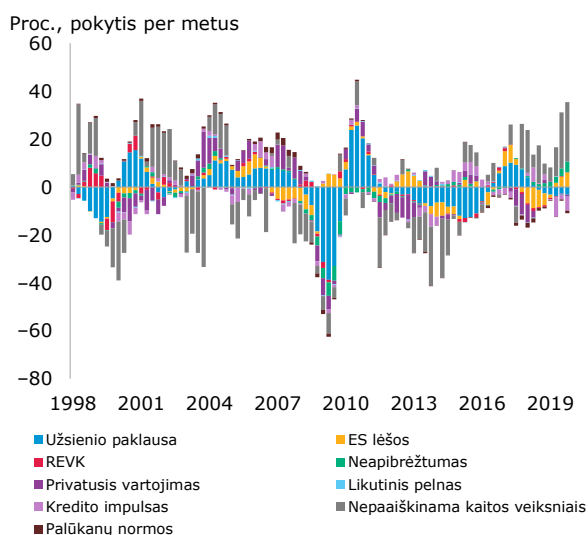 Proc., pokytis per metus
60
40
20
0
−20
−40
−60
−80
1998 2001 2004 2007 2010 2013 2016 2019
Užsienio paklausa
ES lėšos
REVK
Neapibrėžtumas
Privatusis vartojimas
Likutinis pelnas
Kredito impulsas
Nepaaiškinama kaitos veiksniais
Palūkanų normos